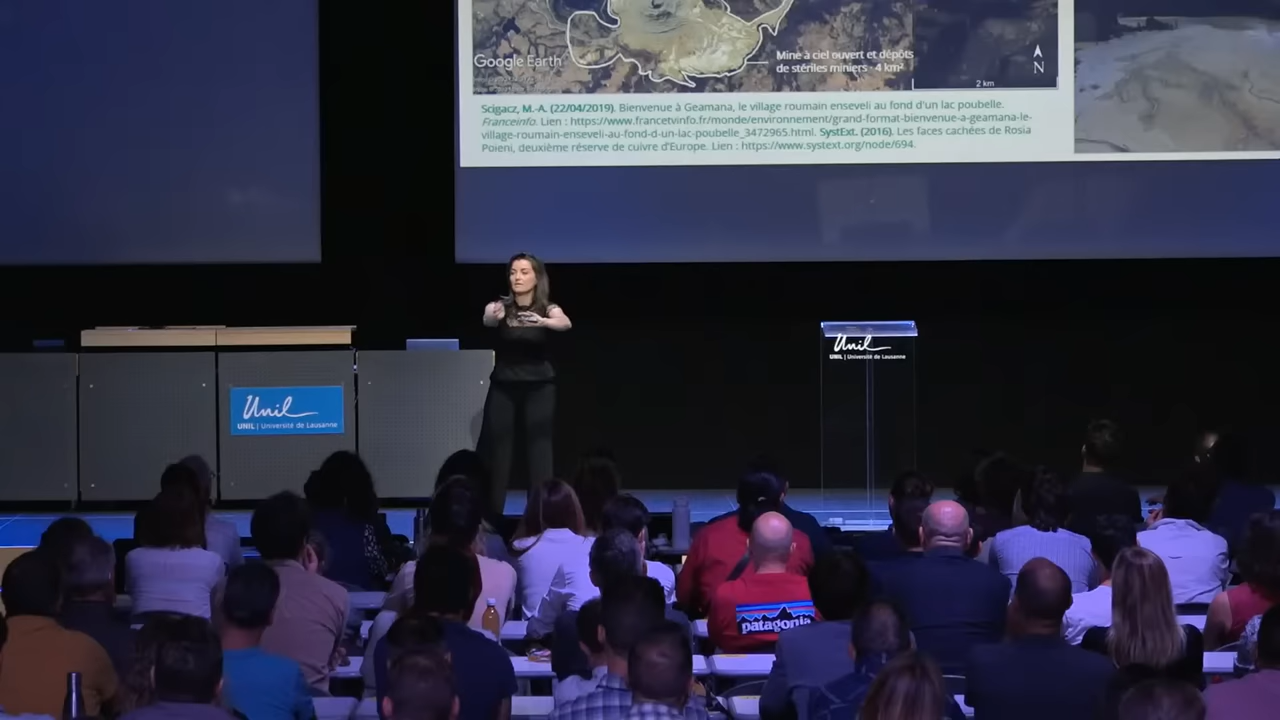 Google Earth
Mine à ciel ouvert et dépôts
de stériles miniers - 4 km²
N
2 km
Scigacz, M.-A. (22/04/2019). Bienvenue à Geamana, le village roumain enseveli au fond d'un lac poubelle.
Franceinfo. Lien : https://www.francetvinfo.fr/monde/environnement/grand-format-bienvenue-a-geamana-le-
village-roumain-enseveli-au-fond-d-un-lac-poubelle_3472965.html. SystExt. (2016). Les faces cachées de Rosia
Poieni, deuxième réserve de cuivre d'Europe. Lien : https://www.systext.org/node/694.
Unil
UNIL | Université de Lausanne
Unil
UNIL | Université de Lausanne
patagonia